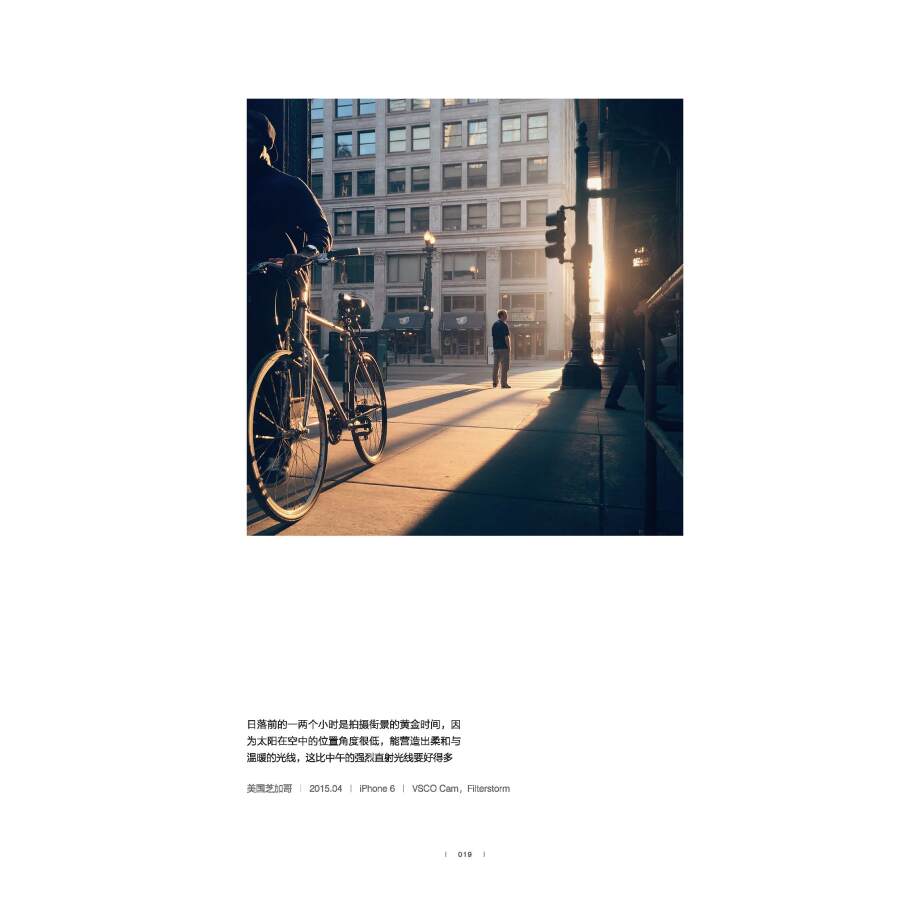 日落前的一两个小时是拍摄街景的黄金时间，因
为太阳在空中的位置角度很低，能营造出柔和与
温暖的光线，这比中午的强烈直射光线要好得多
美国芝加哥 | 2015.04 | iPhone 6 | VSCO Cam，Filterstorm
| 019 |